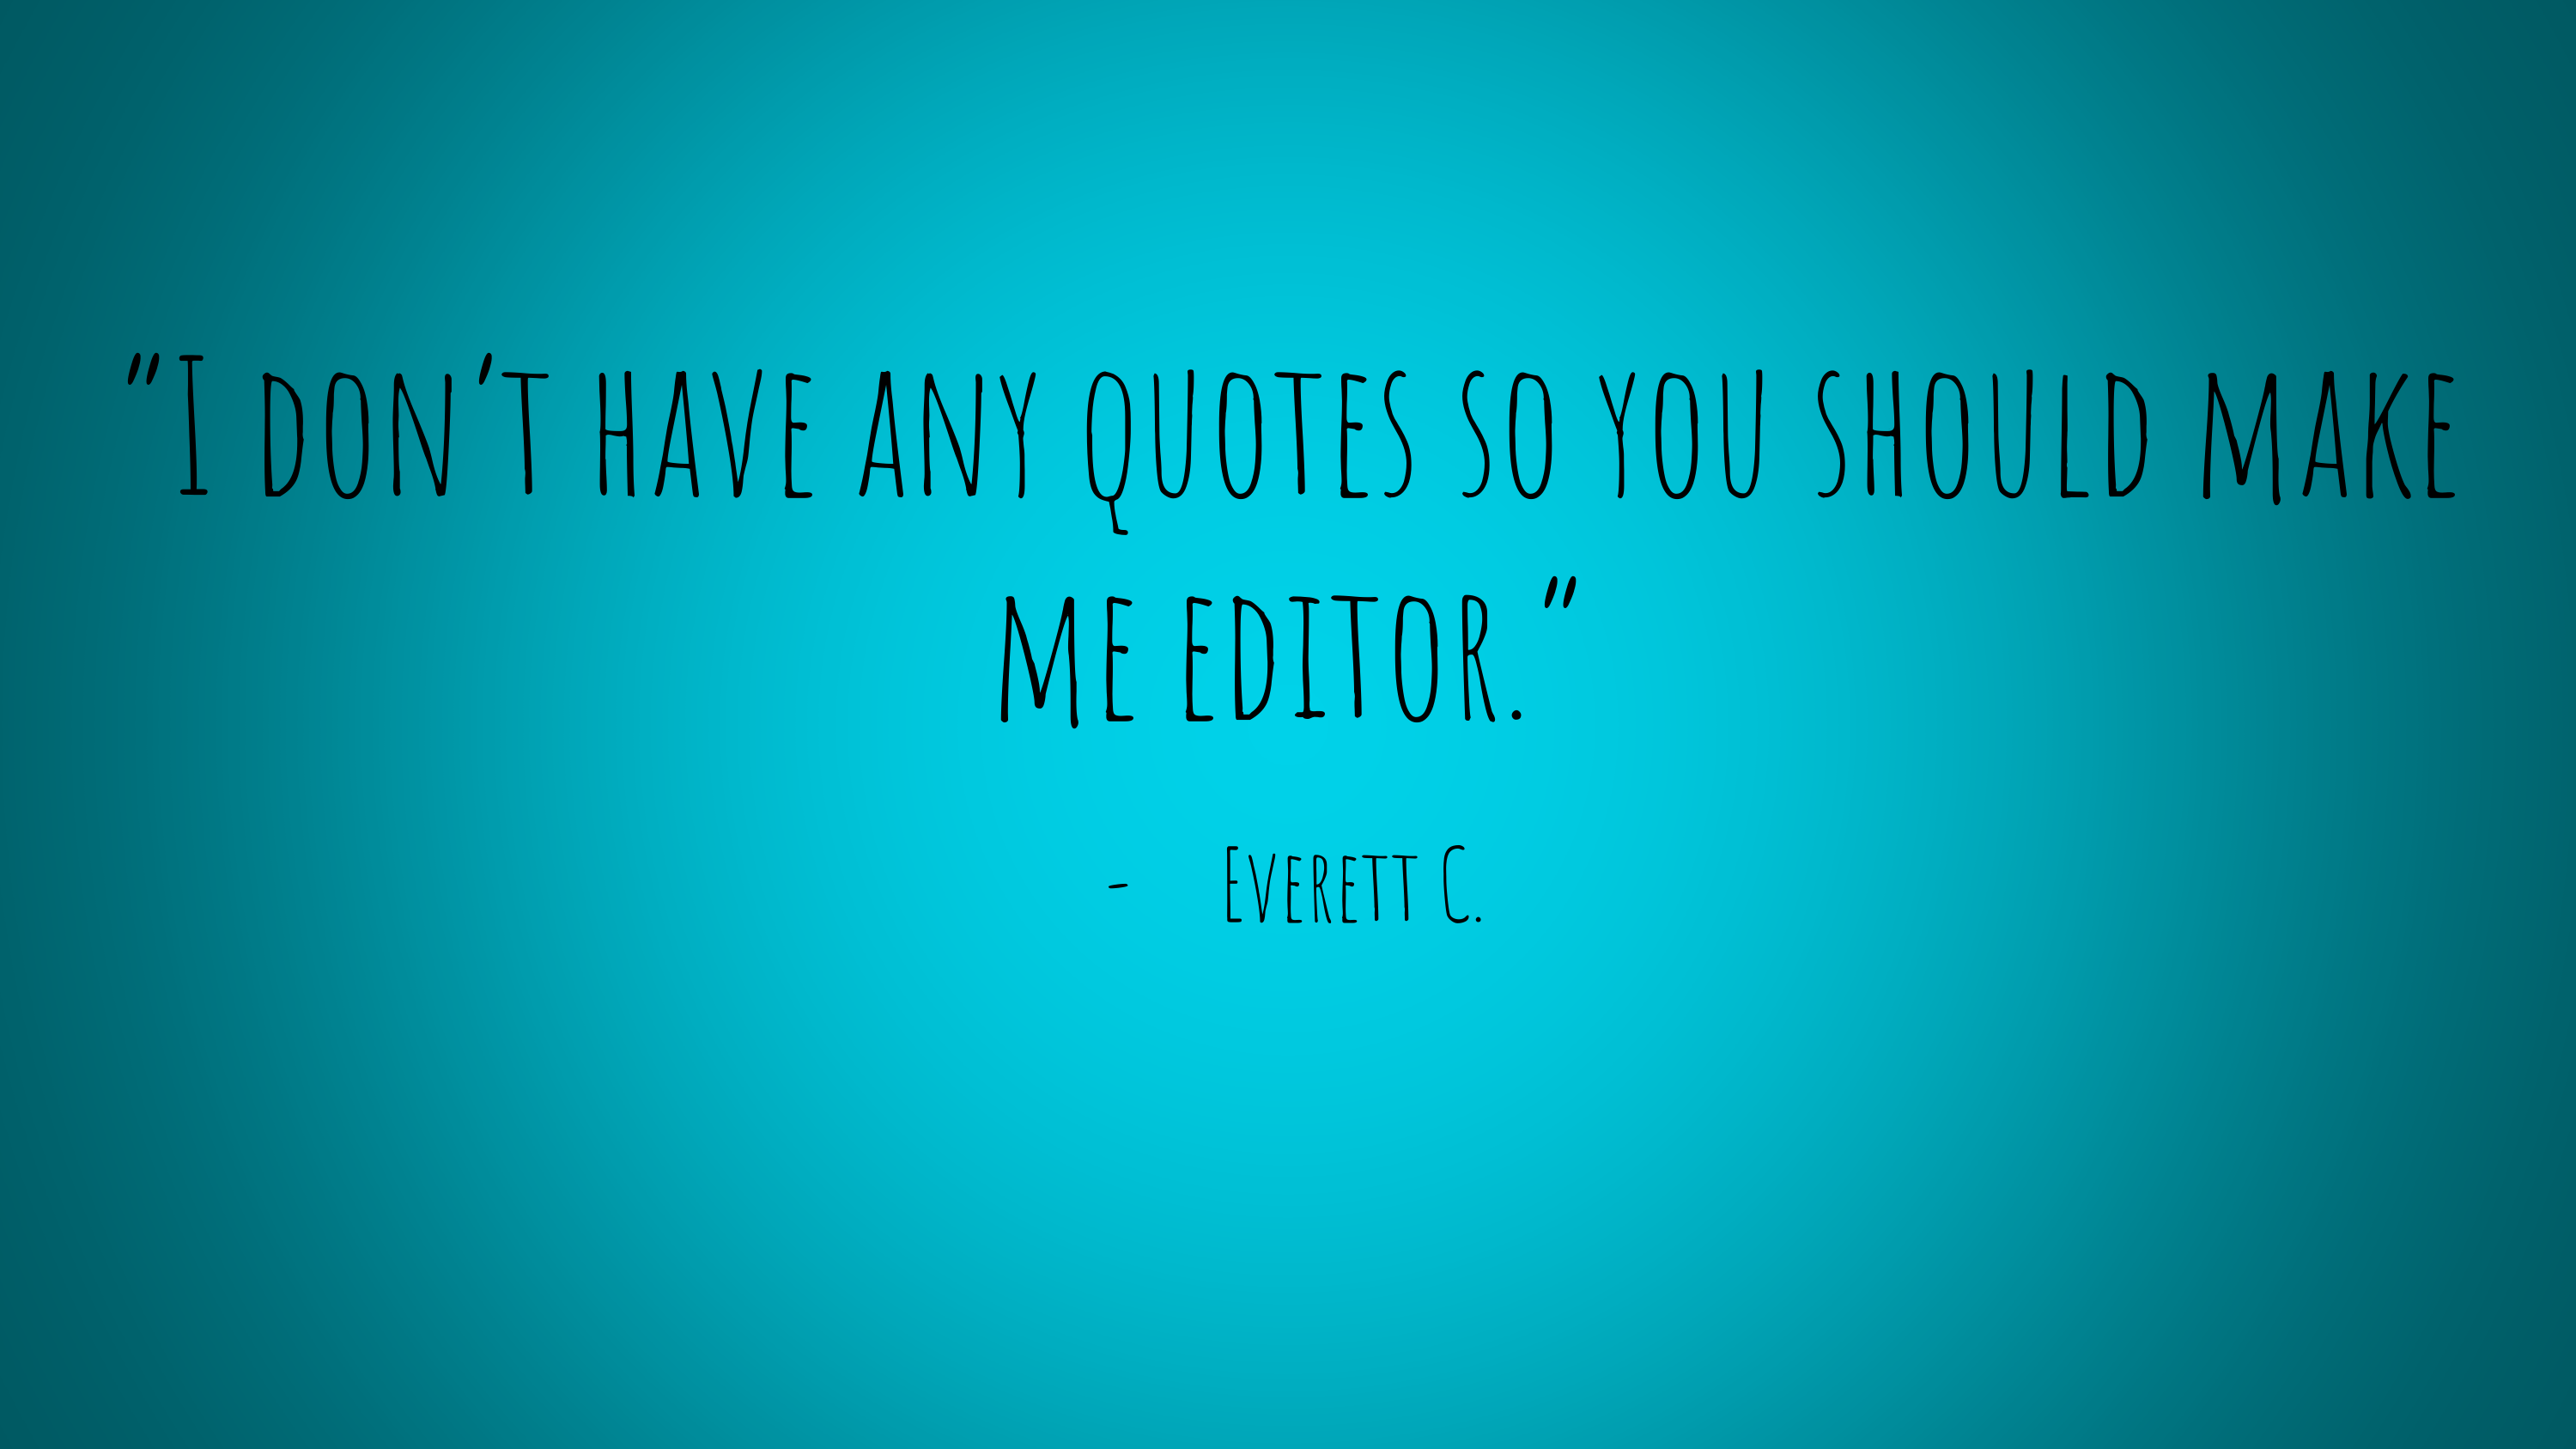 "I don't have any quotes so you should make
me editor."
- Everett C.